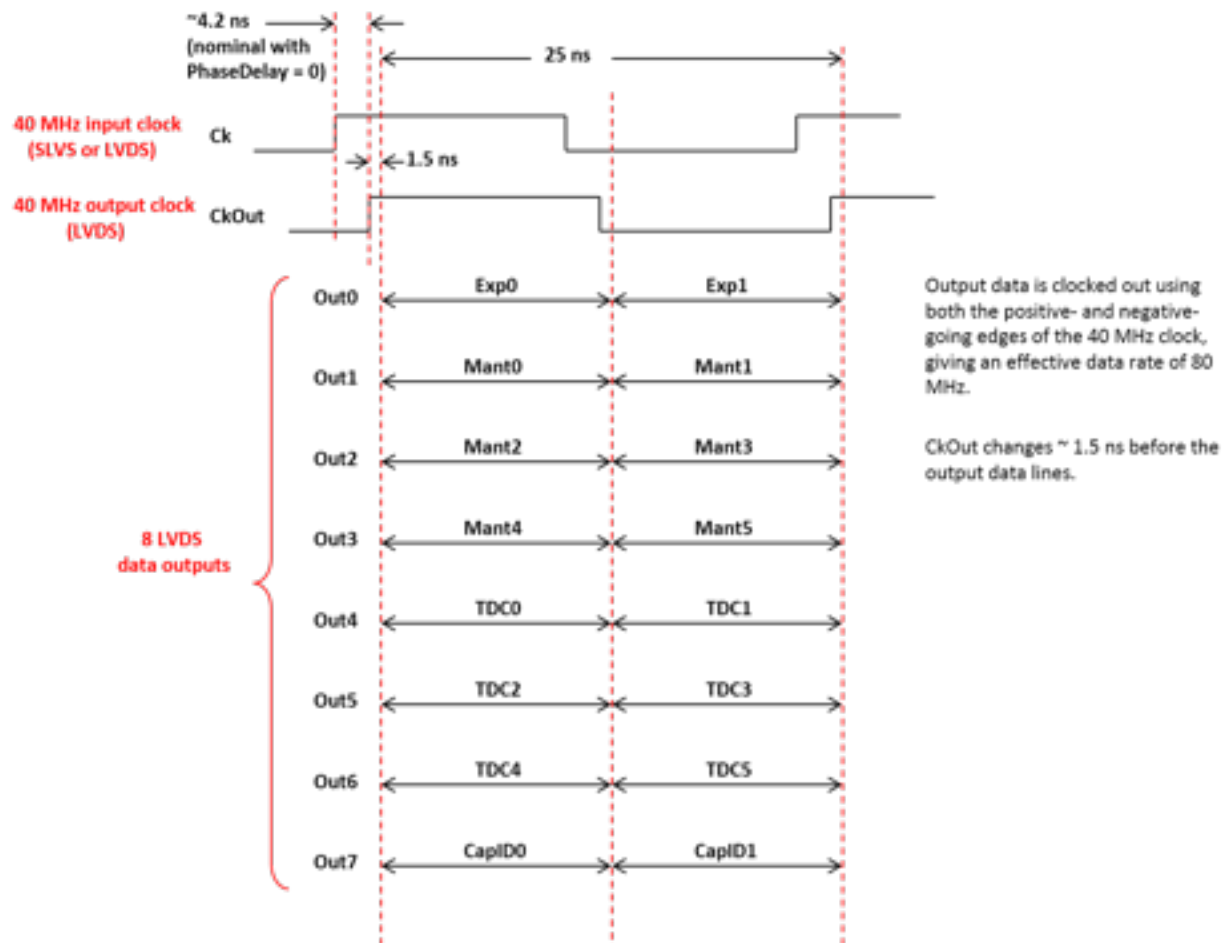 ~4.2 ns
(nominal with
PhaseDelay = 0)
25 ns
40 MHz input clock
(SLVS or LVDS)
Ck
1.5 ns
40 MHz output clock
(LVDS)
CkOut
Out0
Exp0
Exp1
Out1
Mant0
Mant1
Out2
Mant2
Mant3
Out3
Mant4
Mant5
8 LVDS
data outputs
Out4
TDC0
TDC1
Out5
TDC2
TDC3
Out6
TDC4
TDC5
Out7
CapID0
CapID1
Output data is clocked out using
both the positive- and negative-
going edges of the 40 MHz clock,
giving an effective data rate of 80
MHz.
CkOut changes ~ 1.5 ns before the
output data lines.